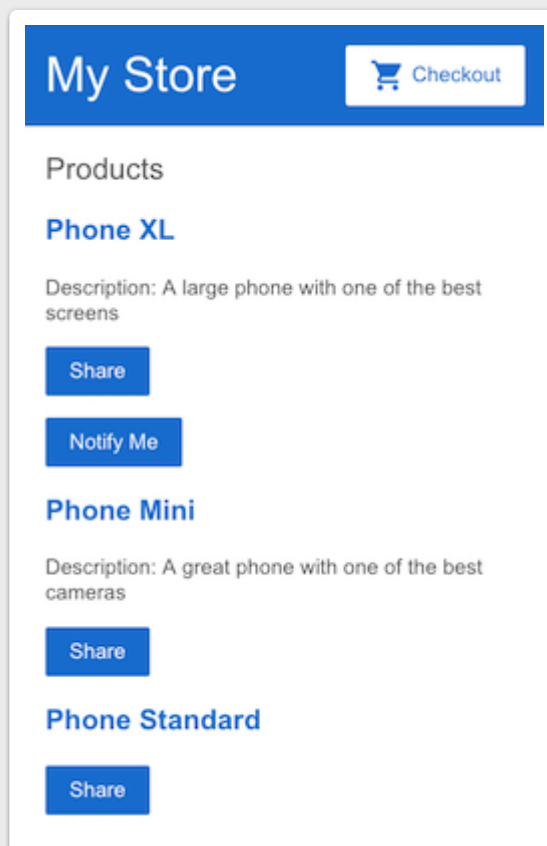 My Store
Checkout
Products
Phone XL
Description: A large phone with one of the best
screens
Share
Notify Me
Phone Mini
Description: A great phone with one of the best
cameras
Share
Phone Standard
Share